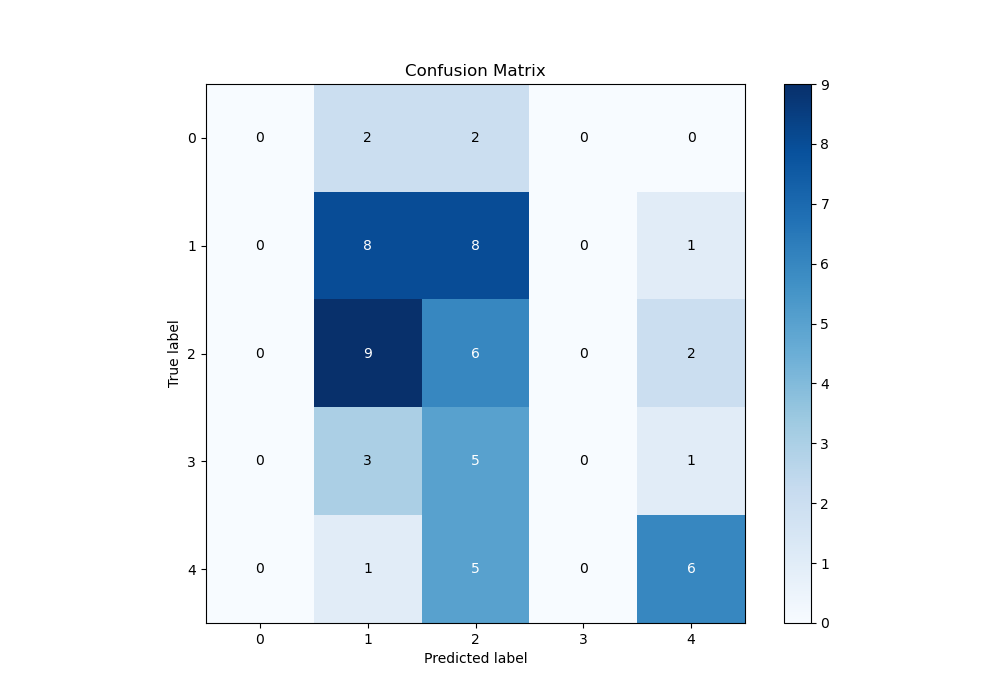 Confusion Matrix
True label
0 0 2 2 0 0
1 0 8 8 0 1
2 0 9 6 0 2
3 0 3 5 0 1
4 0 1 5 0 6
0 1 2 3 4
Predicted label
9
8
7
6
5
4
3
2
1
0